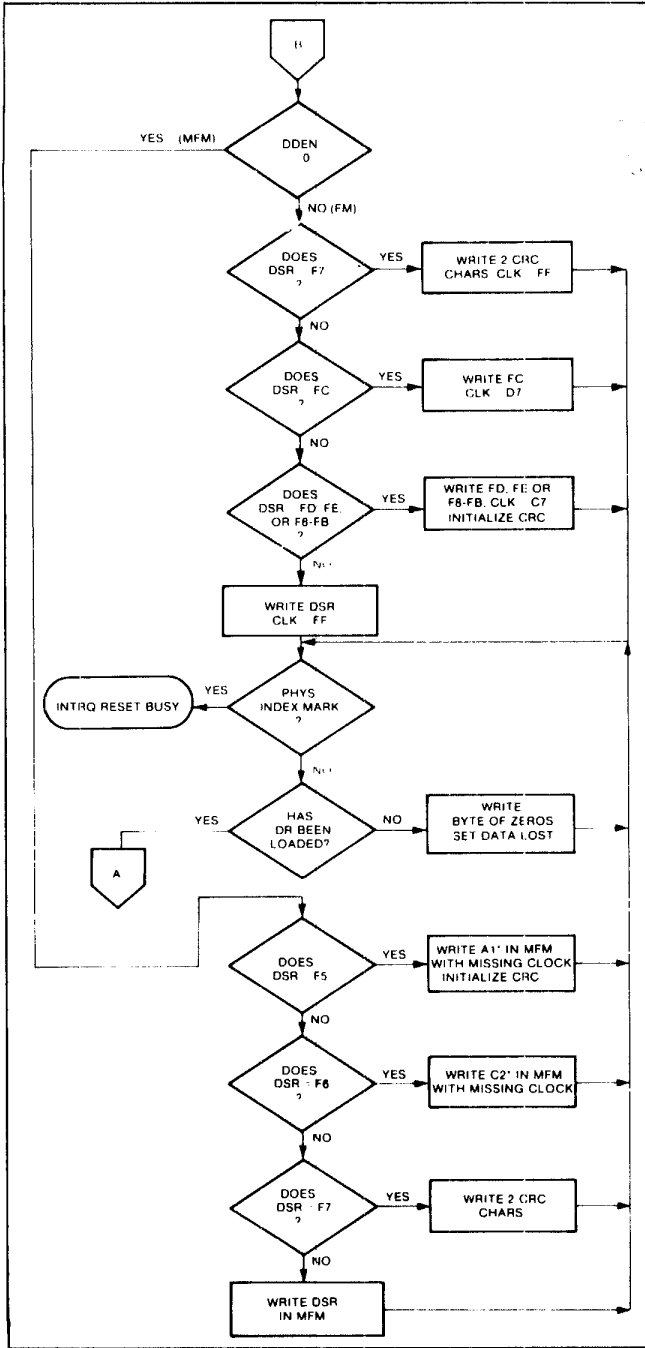 B
DDEN
0
YES (MFM)
NO (FM)
DOES
DSR F7
?
YES
WRITE 2 CRC
CHARS CLK FF
NO
DOES
DSR FC
?
YES
WRITE FC
CLK D7
NO
DOES
DSR FD, FE,
OR F8-FB
?
YES
WRITE FD, FE OR
F8-FB, CLK C7
INITIALIZE CRC
NO
WRITE DSR
CLK FF
PHYS
INDEX MARK
?
YES
INTRQ RESET BUSY
NO
HAS
DR BEEN
LOADED?
YES
A
NO
WRITE
BYTE OF ZEROS
SET DATA LOST
DOES
DSR F5
YES
WRITE A1* IN MFM
WITH MISSING CLOCK
INITIALIZE CRC
NO
DOES
DSR = F6
?
YES
WRITE C2* IN MFM
WITH MISSING CLOCK
NO
DOES
DSR = F7
?
YES
WRITE 2 CRC
CHARS
NO
WRITE DSR
IN MFM